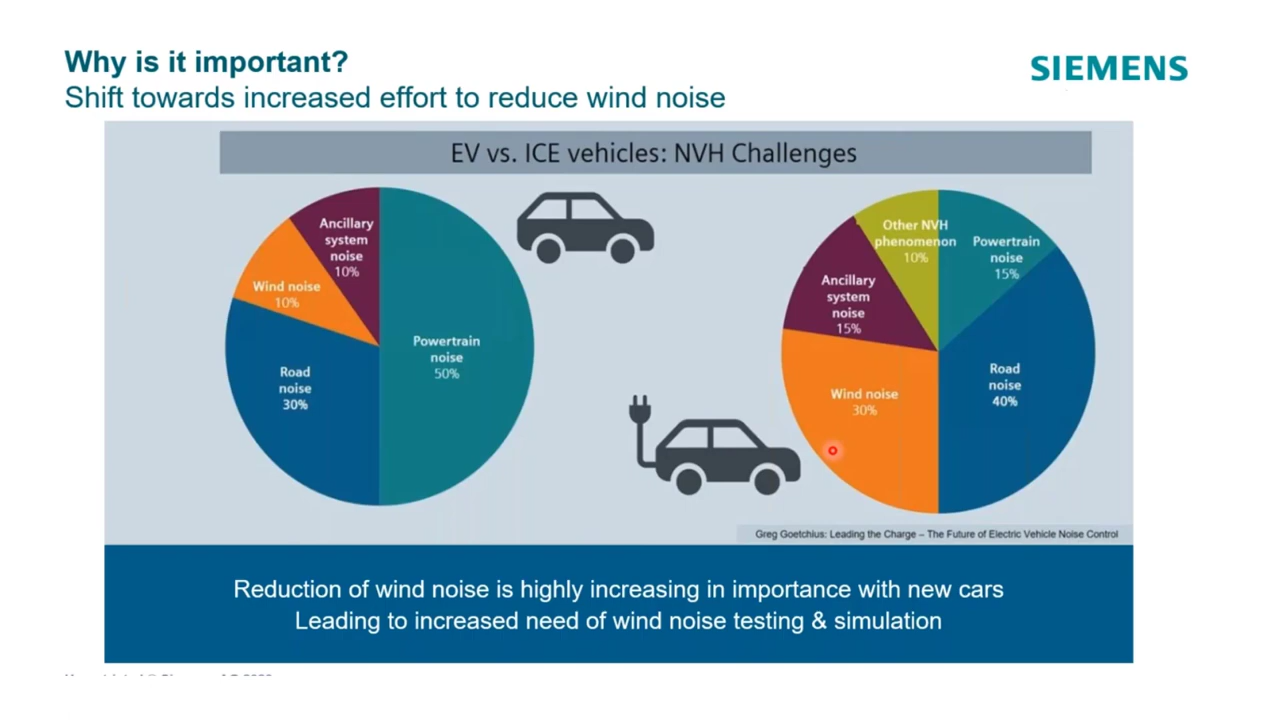 Why is it important?
Shift towards increased effort to reduce wind noise
SIEMENS
EV vs. ICE vehicles: NVH Challenges
Ancillary
system
noise
10%
Wind noise
10%
Road
noise
30%
Powertrain
noise
50%
Other NVH
phenomenon
10%
Powertrain
noise
15%
Ancillary
system
noise
15%
Wind noise
30%
Road
noise
40%
Greg Goetchius: Leading the Charge – The Future of Electric Vehicle Noise Control
Reduction of wind noise is highly increasing in importance with new cars
Leading to increased need of wind noise testing & simulation